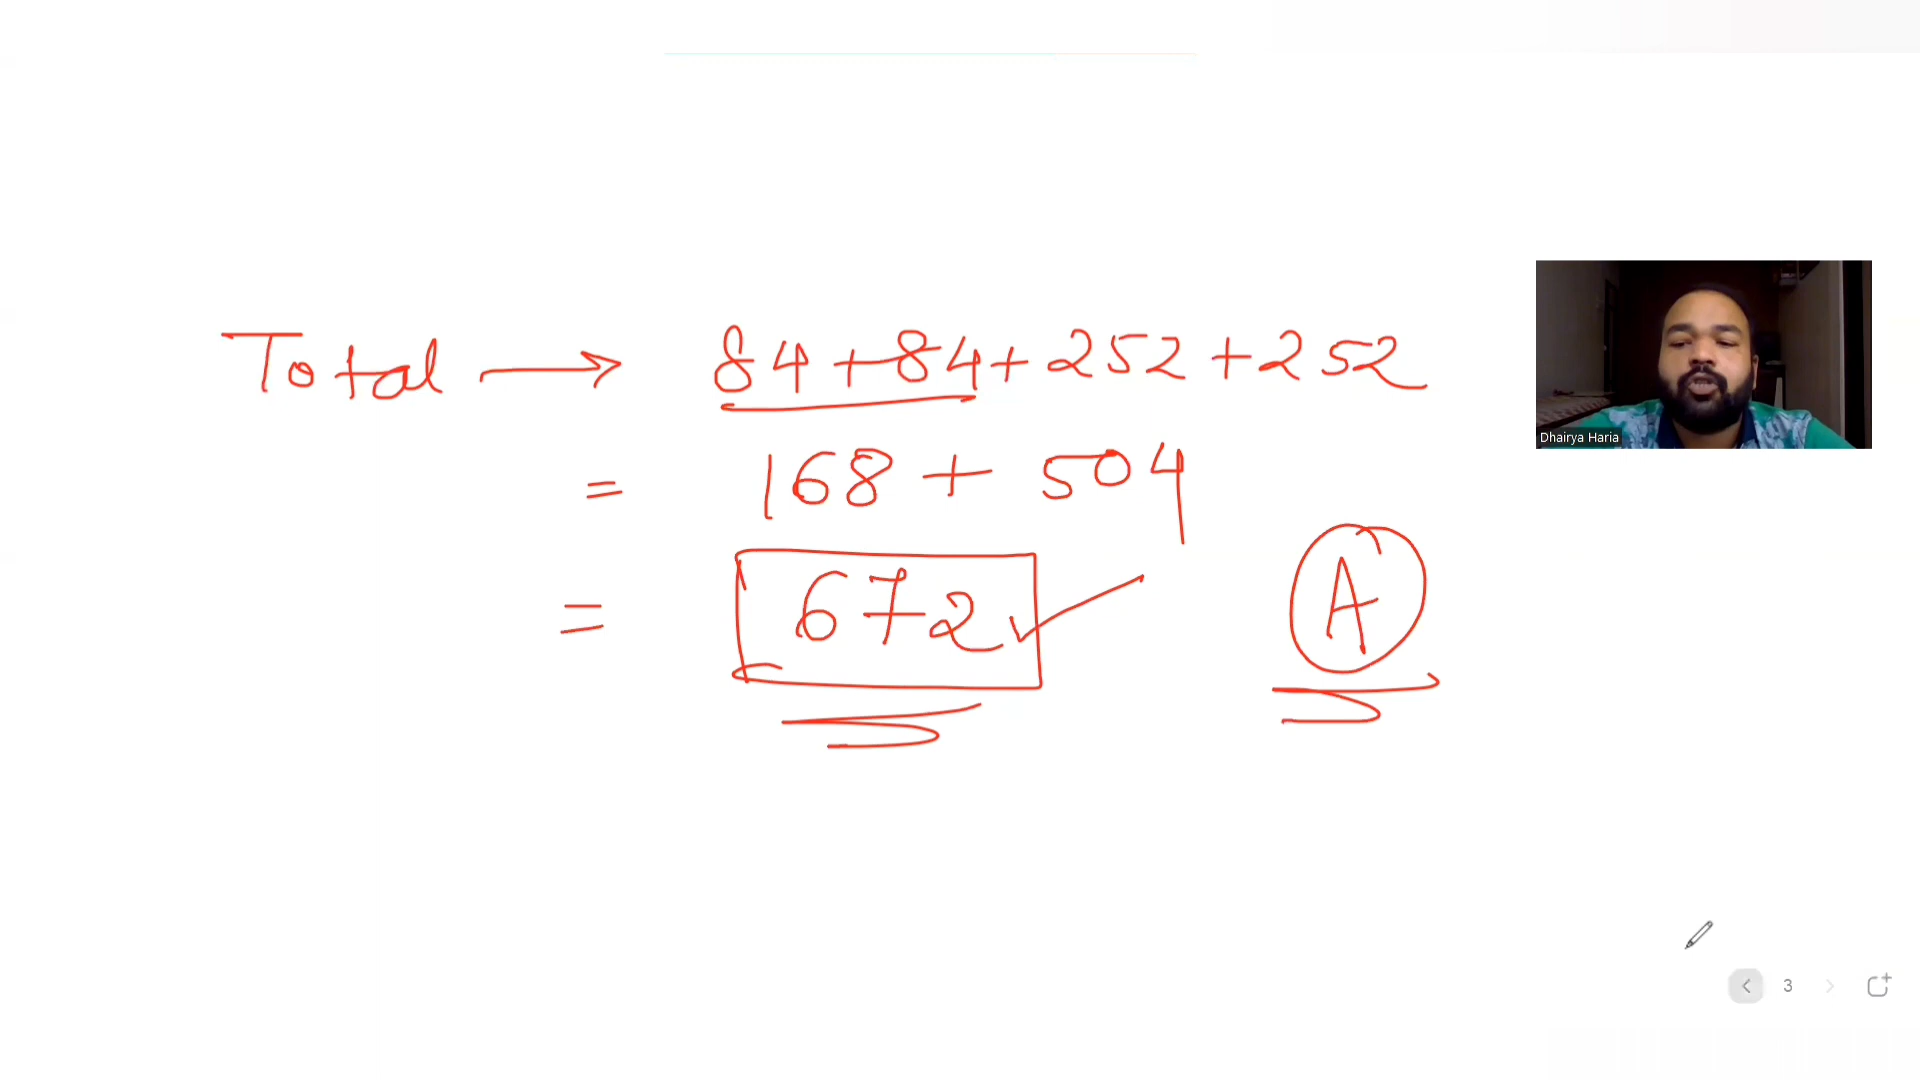 Total → 84+84+252+252
= 168 + 504
= 672 ✓
A
Dhairya Haria
3